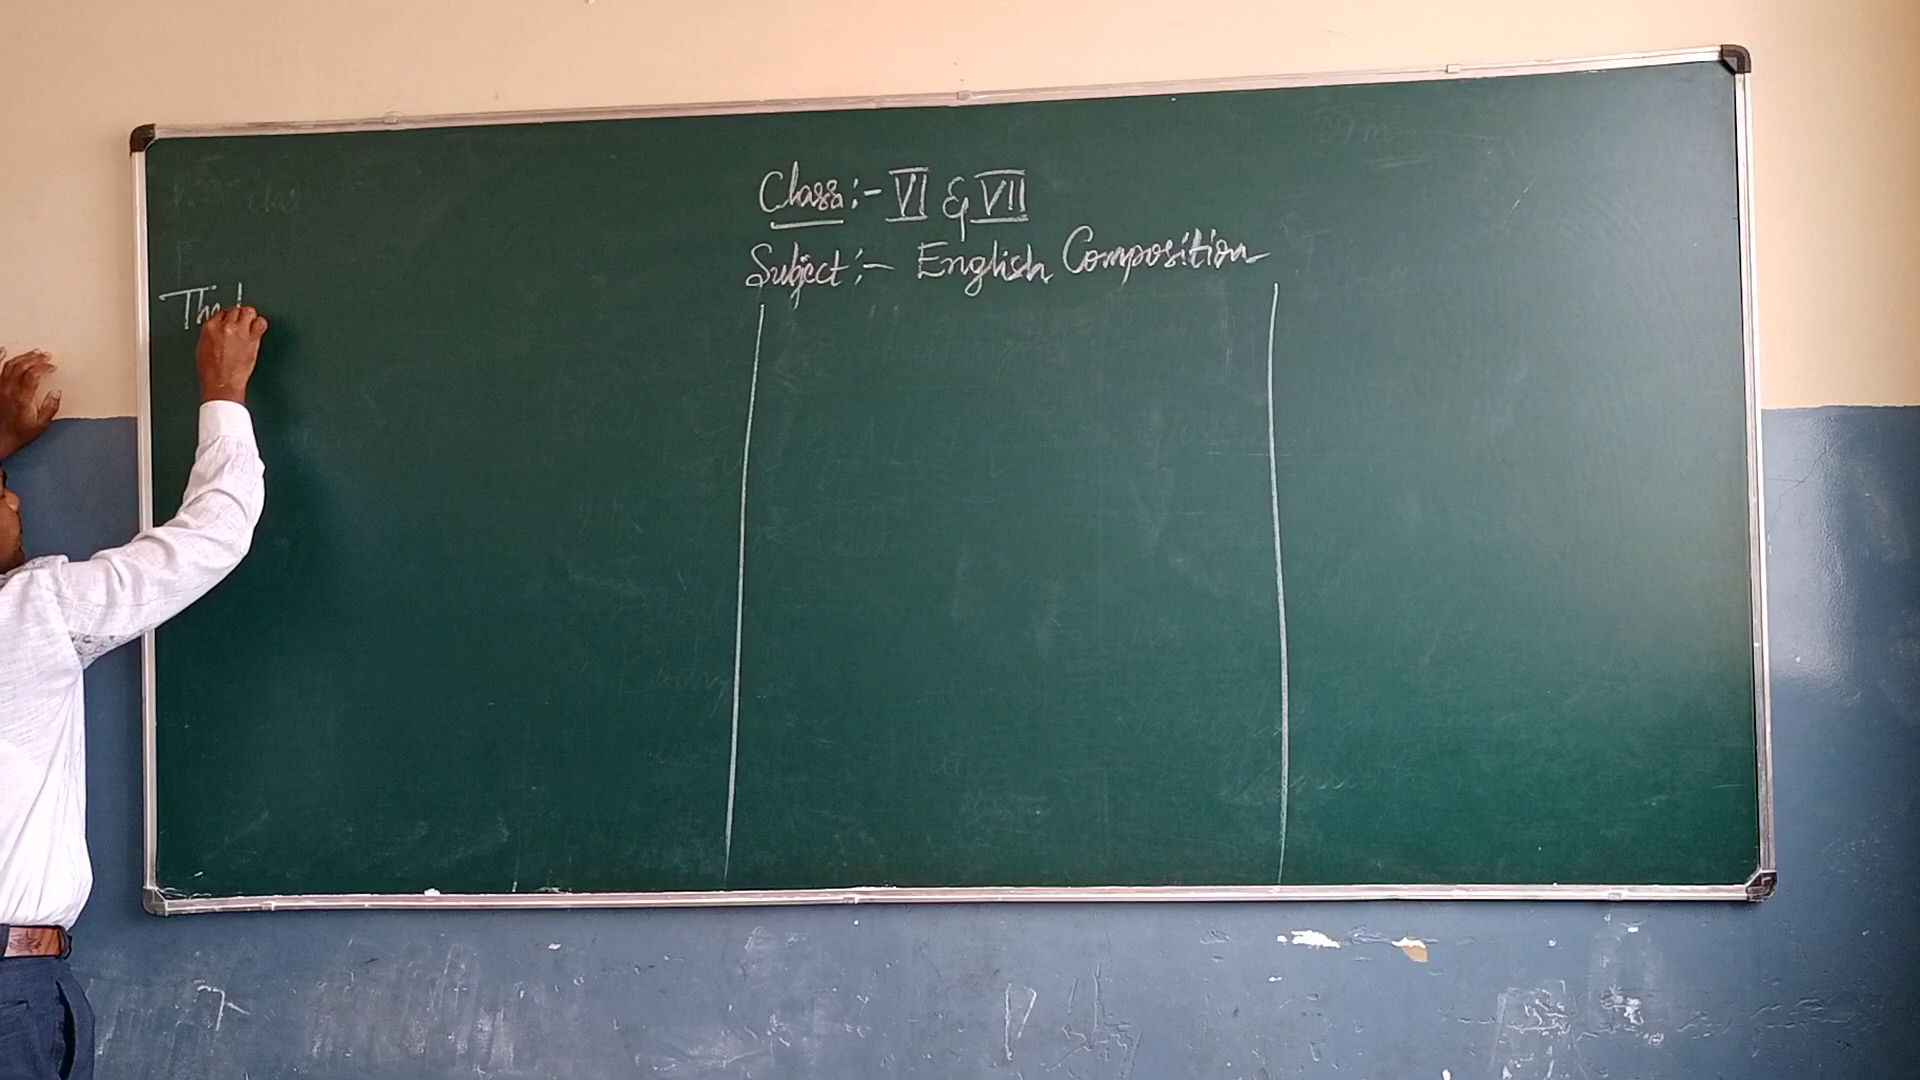 Class:- VI & VII
Subject:- English Composition
The